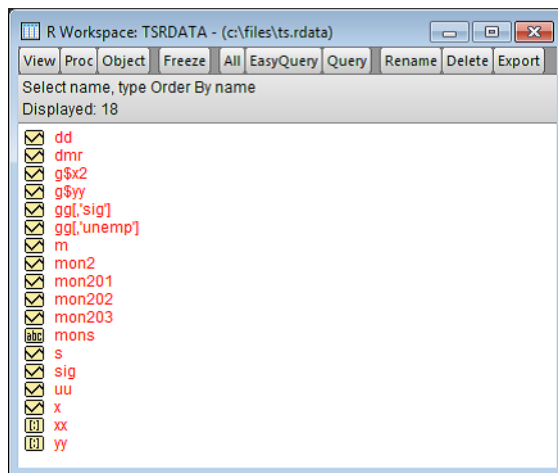 R Workspace: TSRDATA - (c:\files\ts.rdata)
View Proc Object Freeze All EasyQuery Query Rename Delete Export
Select name, type Order By name
Displayed: 18
dd
dmr
g$x2
g$yy
gg[,'sig']
gg[,'unemp']
m
mon2
mon201
mon202
mon203
abc mons
s
sig
uu
x
[:] xx
[:] yy